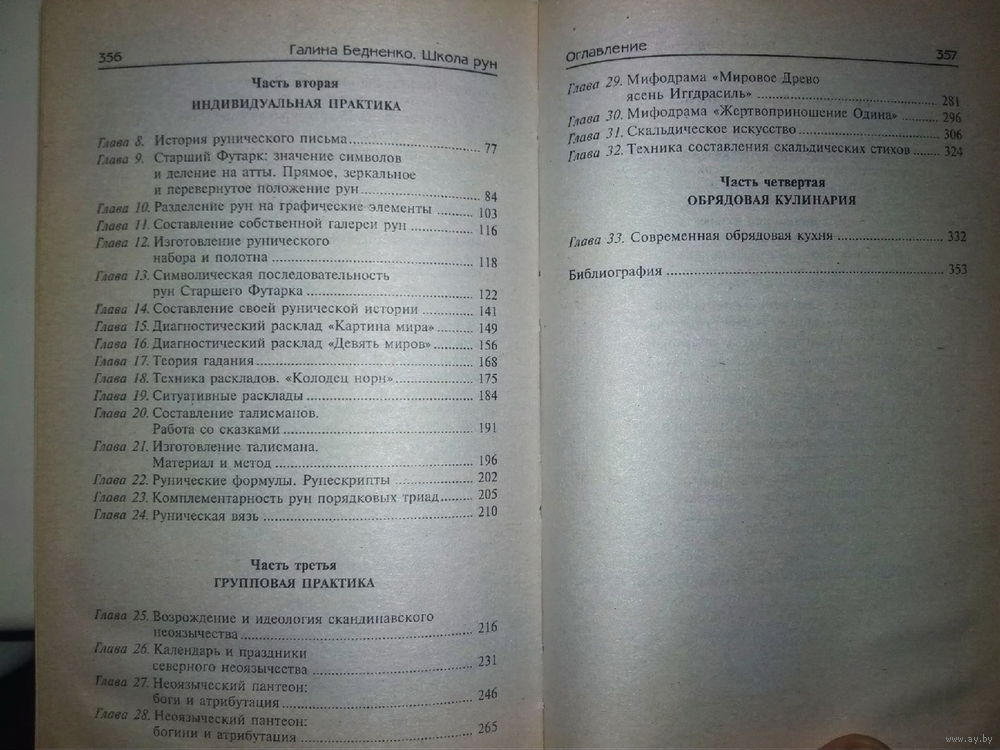 356
Галина Бедненко. Школа рун
Часть вторая
ИНДИВИДУАЛЬНАЯ ПРАКТИКА
Глава 8. История рунического письма ..... 77
Глава 9. Старший Футарк: значение символов
и деление на атты. Прямое, зеркальное
и перевернутое положение рун ..... 84
Глава 10. Разделение рун на графические элементы ..... 103
Глава 11. Составление собственной галереи рун ..... 116
Глава 12. Изготовление рунического
набора и полотна ..... 118
Глава 13. Символическая последовательность
рун Старшего Футарка ..... 122
Глава 14. Составление своей рунической истории ..... 141
Глава 15. Диагностический расклад «Картина мира» ..... 149
Глава 16. Диагностический расклад «Девять миров» ..... 156
Глава 17. Теория гадания ..... 168
Глава 18. Техника раскладов. «Колодец норн» ..... 175
Глава 19. Ситуативные расклады ..... 184
Глава 20. Составление талисманов.
Работа со сказками ..... 191
Глава 21. Изготовление талисмана.
Материал и метод ..... 196
Глава 22. Рунические формулы. Рунескрипты ..... 202
Глава 23. Комплементарность рун порядковых триад ..... 205
Глава 24. Руническая вязь ..... 210
Часть третья
ГРУППОВАЯ ПРАКТИКА
Глава 25. Возрождение и идеология скандинавского
неоязычества ..... 216
Глава 26. Календарь и праздники
северного неоязычества ..... 231
Глава 27. Неоязыческий пантеон:
боги и атрибутация ..... 246
Глава 28. Неоязыческий пантеон:
богини и атрибутация ..... 265
Оглавление
357
Глава 29. Мифодрама «Мировое Древо
ясень Иггдрасиль» ..... 281
Глава 30. Мифодрама «Жертвоприношение Одина» ..... 296
Глава 31. Скальдическое искусство ..... 306
Глава 32. Техника составления скальдических стихов ..... 324
Часть четвертая
ОБРЯДОВАЯ КУЛИНАРИЯ
Глава 33. Современная обрядовая кухня ..... 332
Библиография ..... 353
www.ay.by